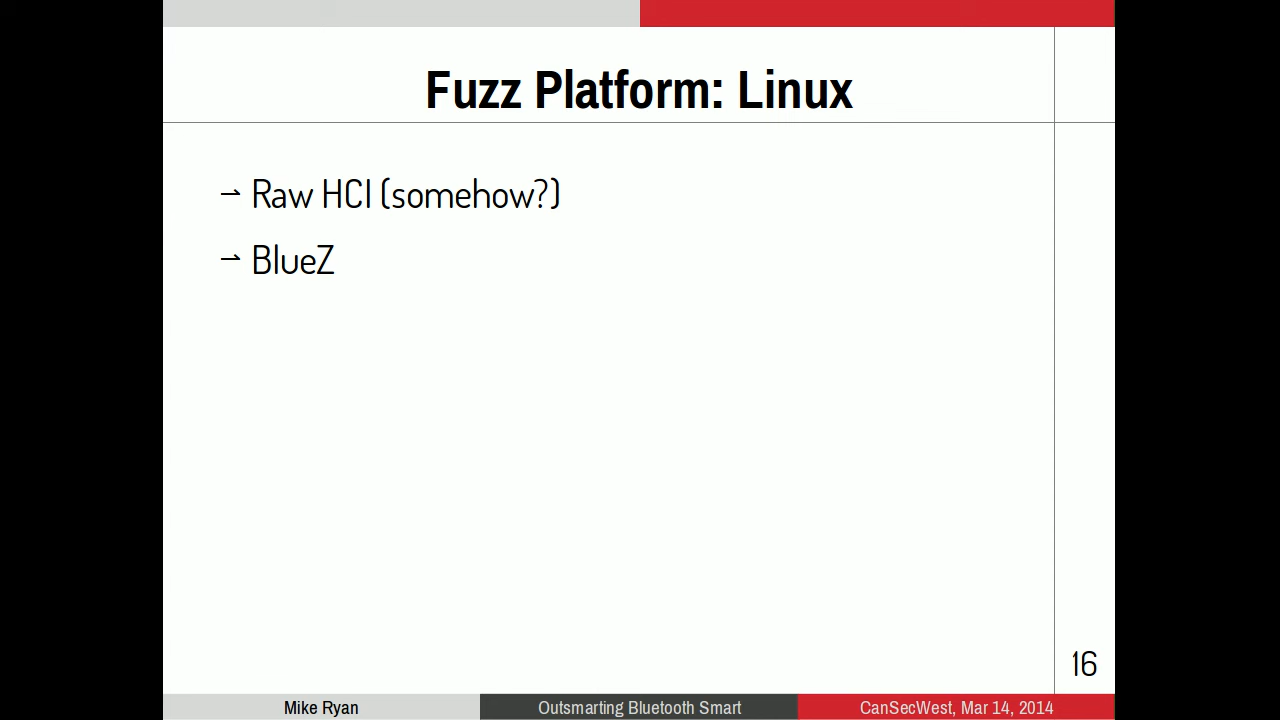 Fuzz Platform: Linux
⇀ Raw HCI (somehow?)
⇀ BlueZ
16
Mike Ryan
Outsmarting Bluetooth Smart
CanSecWest, Mar 14, 2014